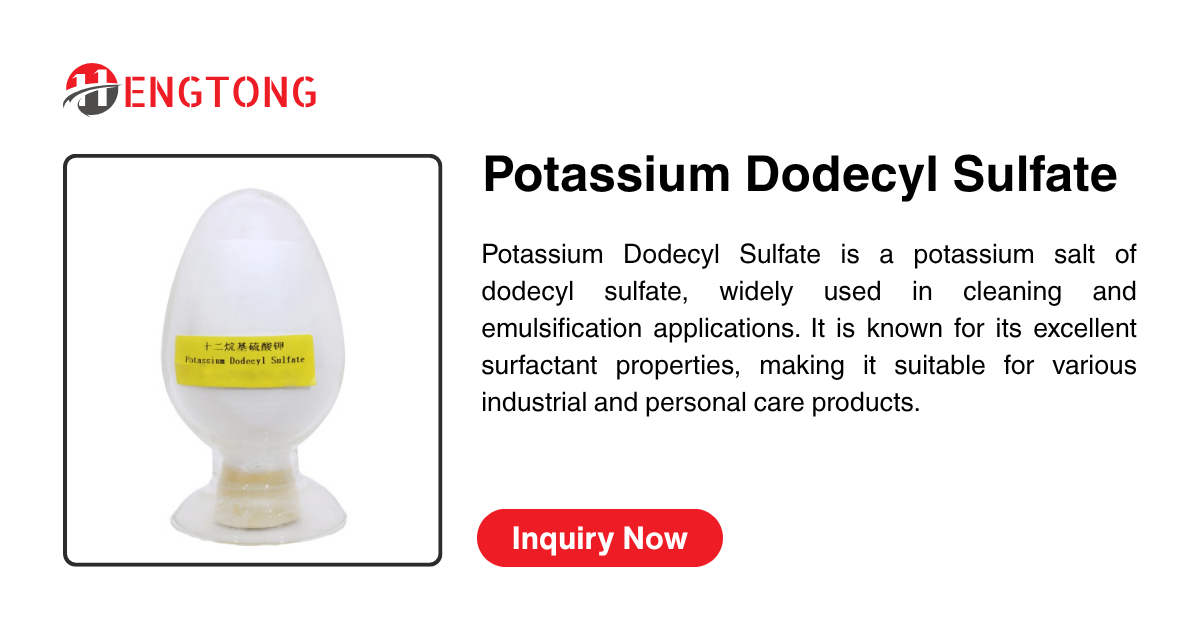 HENGTONG
Potassium Dodecyl Sulfate
十二烷基硫酸钾
Potassium Dodecyl Sulfate
Potassium Dodecyl Sulfate is a potassium salt of
dodecyl sulfate, widely used in cleaning and
emulsification applications. It is known for its excellent
surfactant properties, making it suitable for various
industrial and personal care products.
Inquiry Now